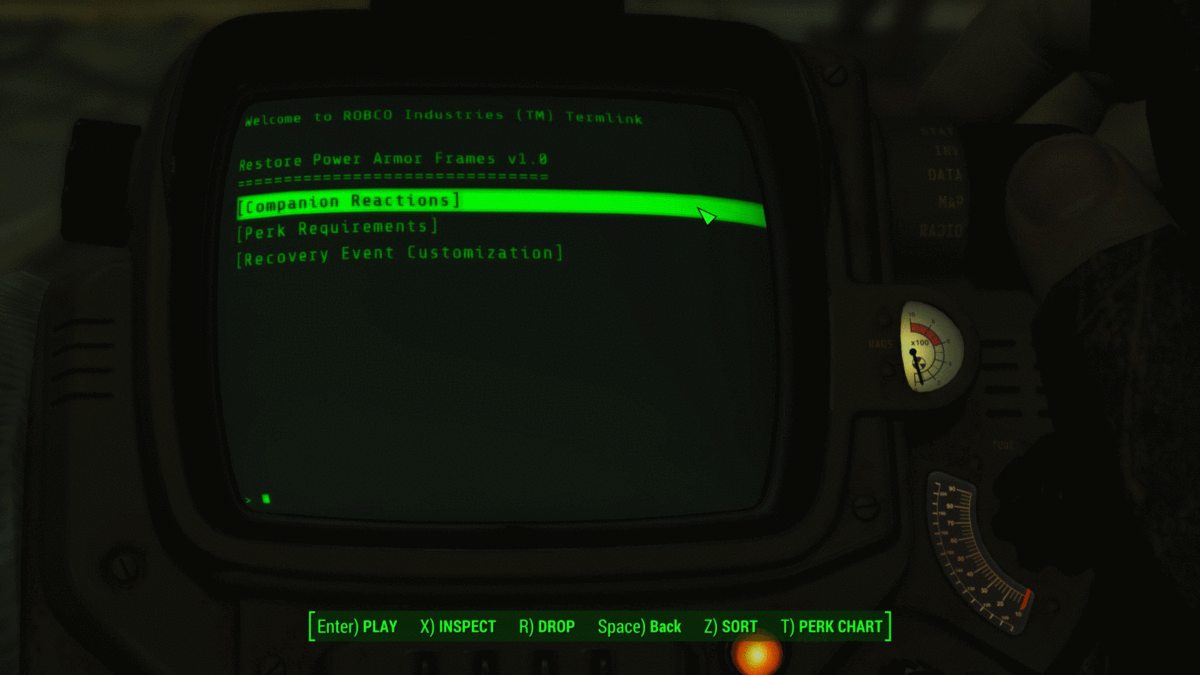 Welcome to ROBCO Industries (TM) Termlink
Restore Power Armor Frames v1.0
==============================
[Companion Reactions]
[Perk Requirements]
[Recovery Event Customization]
>
STAT
INV
DATA
MAP
RADIO
RADS
x100
Enter) PLAY X) INSPECT R) DROP Space) Back Z) SORT T) PERK CHART